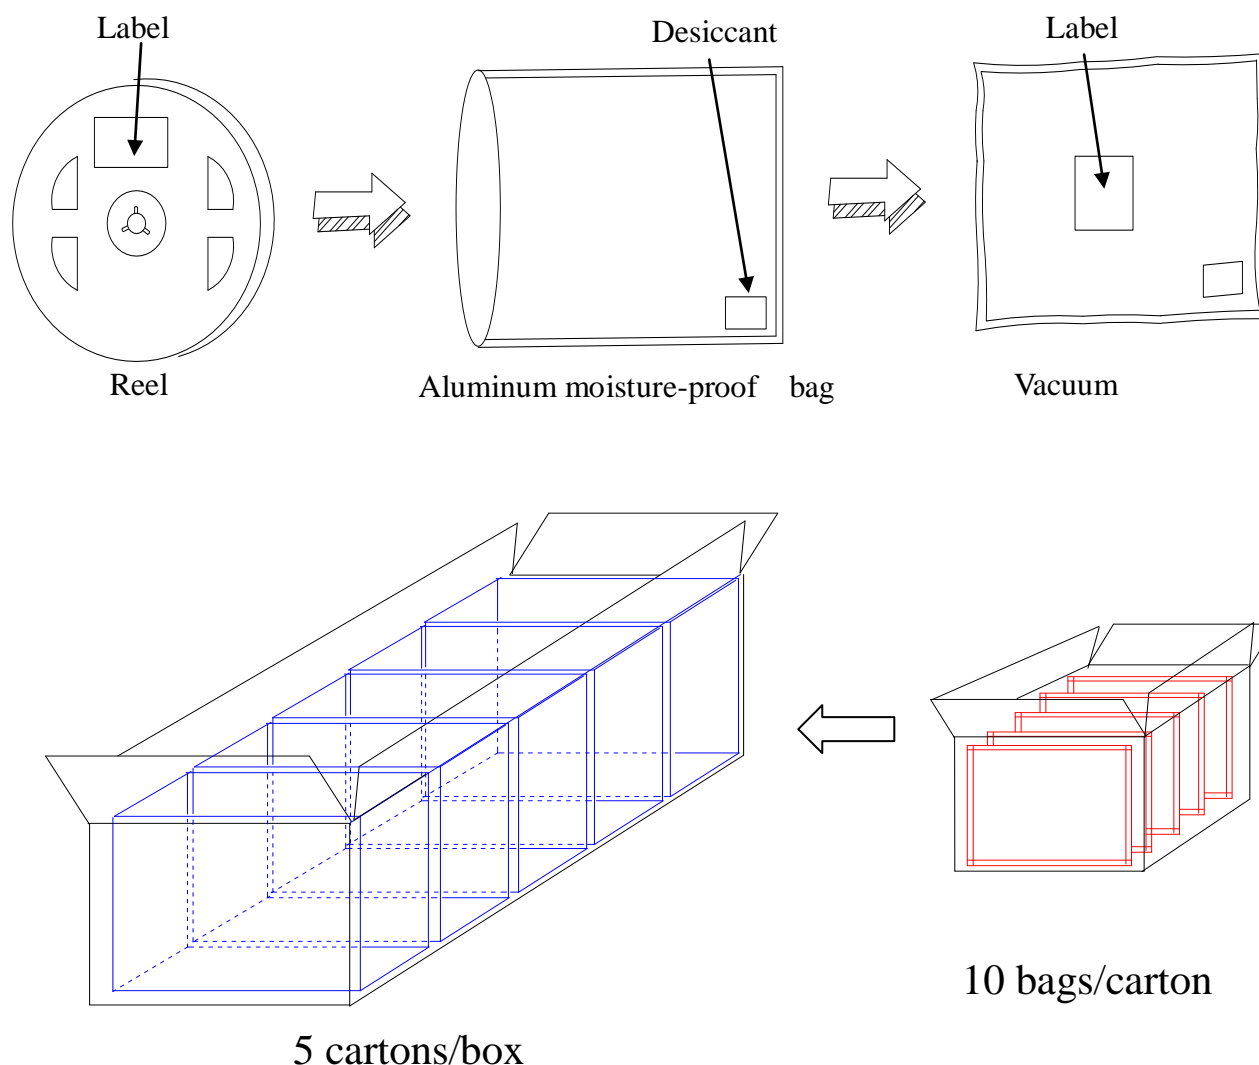 Label
Desiccant
Label
Reel
Aluminum moisture-proof bag
Vacuum
10 bags/carton
5 cartons/box